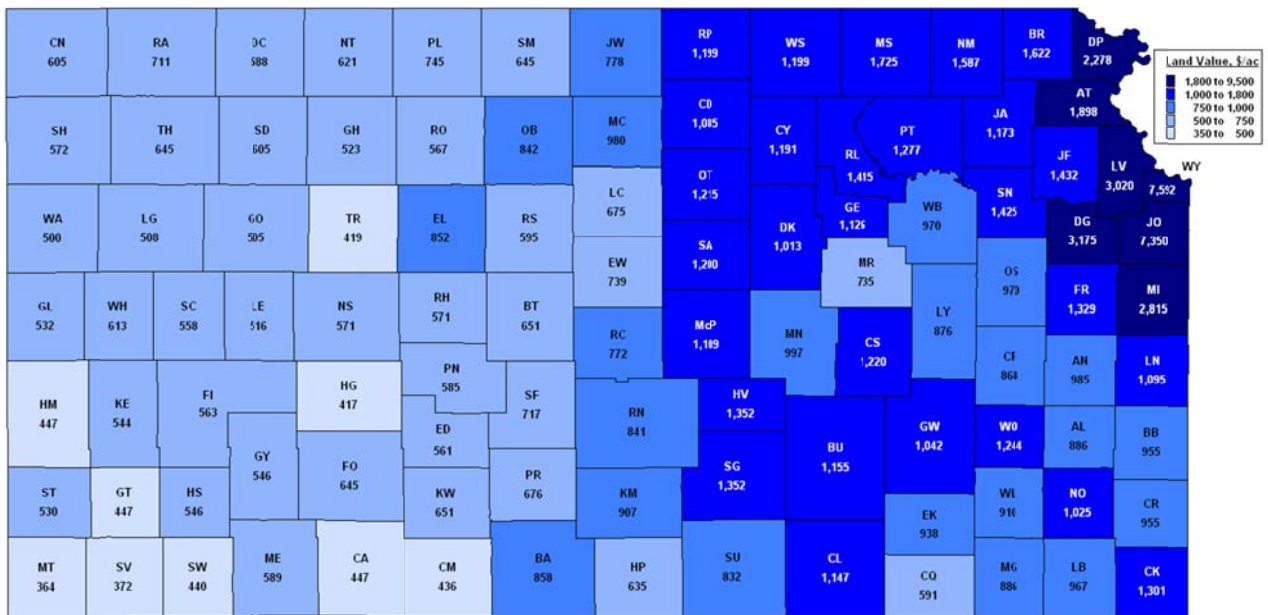 CN
605
RA
711
DC
588
NT
621
PL
745
SM
645
JW
778
RP
1,199
WS
1,199
MS
1,725
NM
1,587
BR
1,622
DP
2,278
Land Value, $/ac
1,800 to 9,500
1,000 to 1,800
750 to 1,000
500 to 750
350 to 500
SH
572
TH
645
SD
605
GH
523
RO
567
OB
842
MC
980
CD
1,085
CY
1,191
RL
1,415
PT
1,277
JA
1,173
AT
1,898
JF
1,432
LV
3,020
WY
7,592
WA
500
LG
508
GO
505
TR
419
EL
852
RS
595
LC
675
OT
1,215
DK
1,013
GE
1,126
WB
970
SN
1,425
DG
3,175
JO
7,350
EW
739
SA
1,200
MR
735
OS
GL
532
WH
613
SC
558
LE
516
NS
571
RH
571
BT
651
RC
772
McP
1,109
MN
997
CS
1,220
LY
876
FR
1,329
MI
2,815
CF
AN
985
LN
1,095
HM
447
KE
544
FI
563
HG
417
PN
585
SF
717
RN
841
HV
1,352
BU
1,155
GW
1,042
WO
1,244
AL
886
BB
955
GY
546
FO
645
ED
561
SG
1,352
ST
530
GT
447
HS
546
KW
651
PR
676
KM
907
EK
938
WL
910
NO
1,025
CR
955
MT
364
SV
372
SW
440
ME
589
CA
447
CM
436
BA
858
HP
635
SU
832
CL
1,147
CQ
591
MG
886
LB
967
CK
1,301